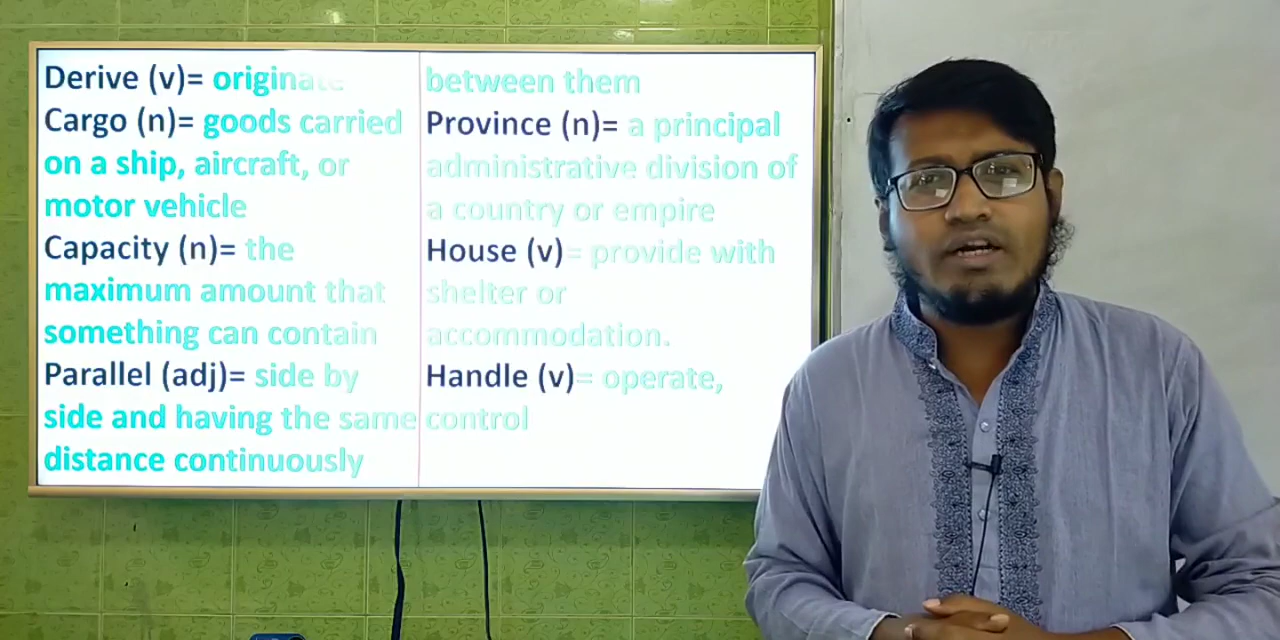 Derive (v)= originate
Cargo (n)= goods carried
on a ship, aircraft, or
motor vehicle
Capacity (n)= the
maximum amount that
something can contain
Parallel (adj)= side by
side and having the same
distance continuously
between them
Province (n)= a principal
administrative division of
a country or empire
House (v)= provide with
shelter or
accommodation.
Handle (v)= operate,
control